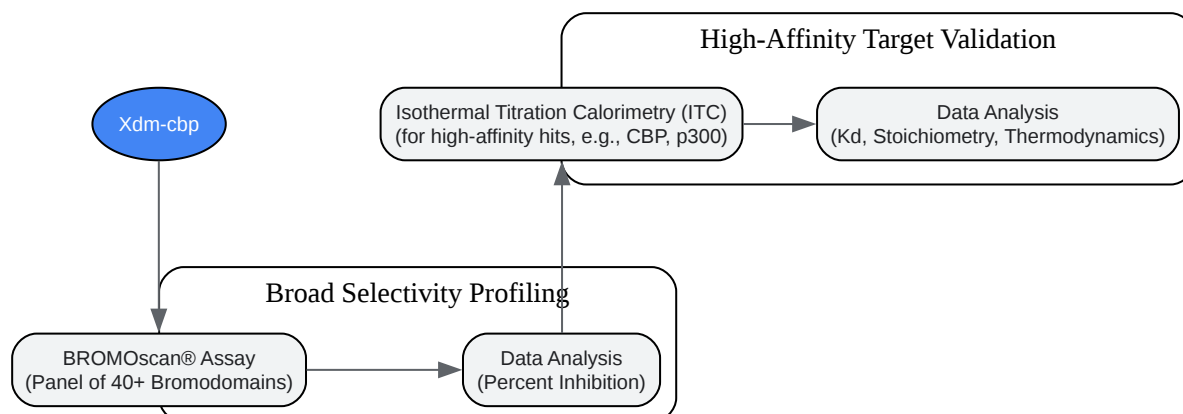 High-Affinity Target Validation
Xdm-cbp
Isothermal Titration Calorimetry (ITC)
(for high-affinity hits, e.g., CBP, p300)
Data Analysis
(Kd, Stoichiometry, Thermodynamics)
Broad Selectivity Profiling
BROMOscan® Assay
(Panel of 40+ Bromodomains)
Data Analysis
(Percent Inhibition)